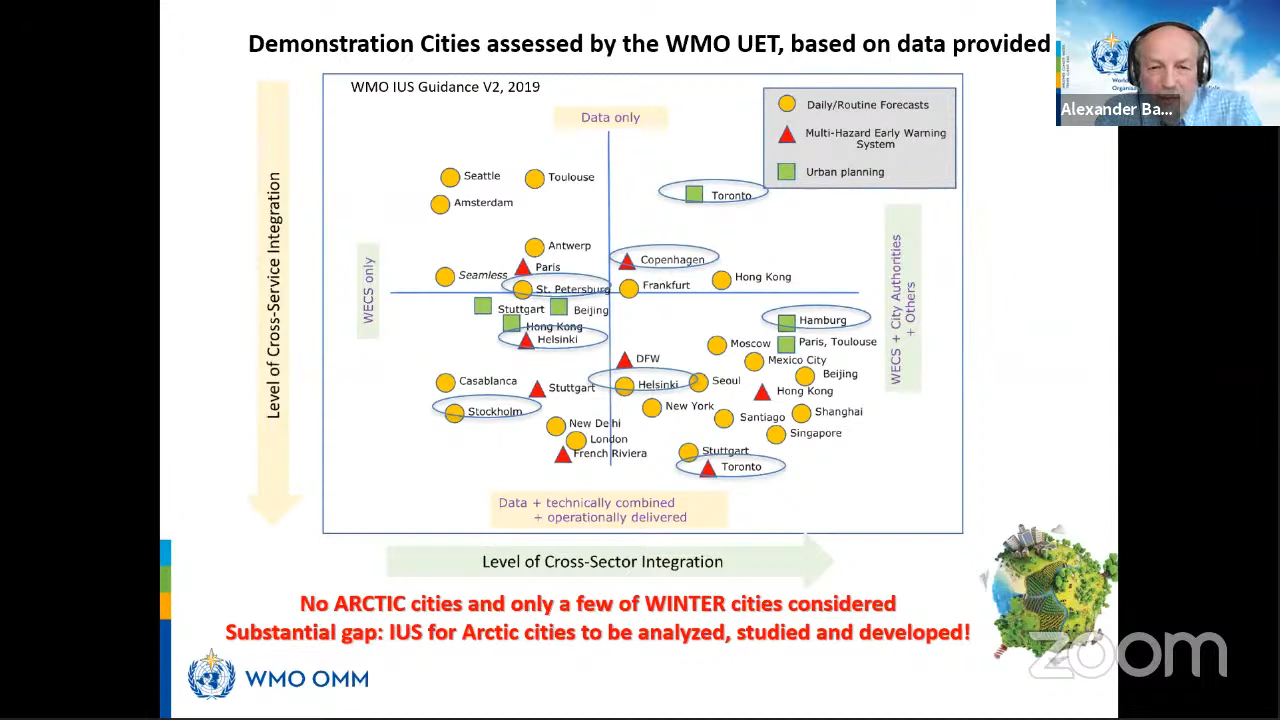 Demonstration Cities assessed by the WMO UET, based on data provided
WMO IUS Guidance V2, 2019
Data only
Daily/Routine Forecasts
Multi-Hazard Early Warning
System
Urban planning
Alexander Ba...
Seattle
Toulouse
Amsterdam
Toronto
Antwerp
Paris
Copenhagen
Seamless
Hong Kong
St. Petersburg
Frankfurt
WECS only
Stuttgart
Beijing
Hong Kong
Helsinki
Hamburg
Moscow
Paris, Toulouse
DFW
Mexico City
Beijing
Casablanca
Stuttgart
Helsinki
Seoul
Hong Kong
Stockholm
New York
Santiago
Shanghai
New Delhi
London
Singapore
French Riviera
Stuttgart
Toronto
WECS + City Authorities
+ Others
Level of Cross-Service Integration
Data + technically combined
+ operationally delivered
Level of Cross-Sector Integration
No ARCTIC cities and only a few of WINTER cities considered
Substantial gap: IUS for Arctic cities to be analyzed, studied and developed!
WMO OMM
zoom